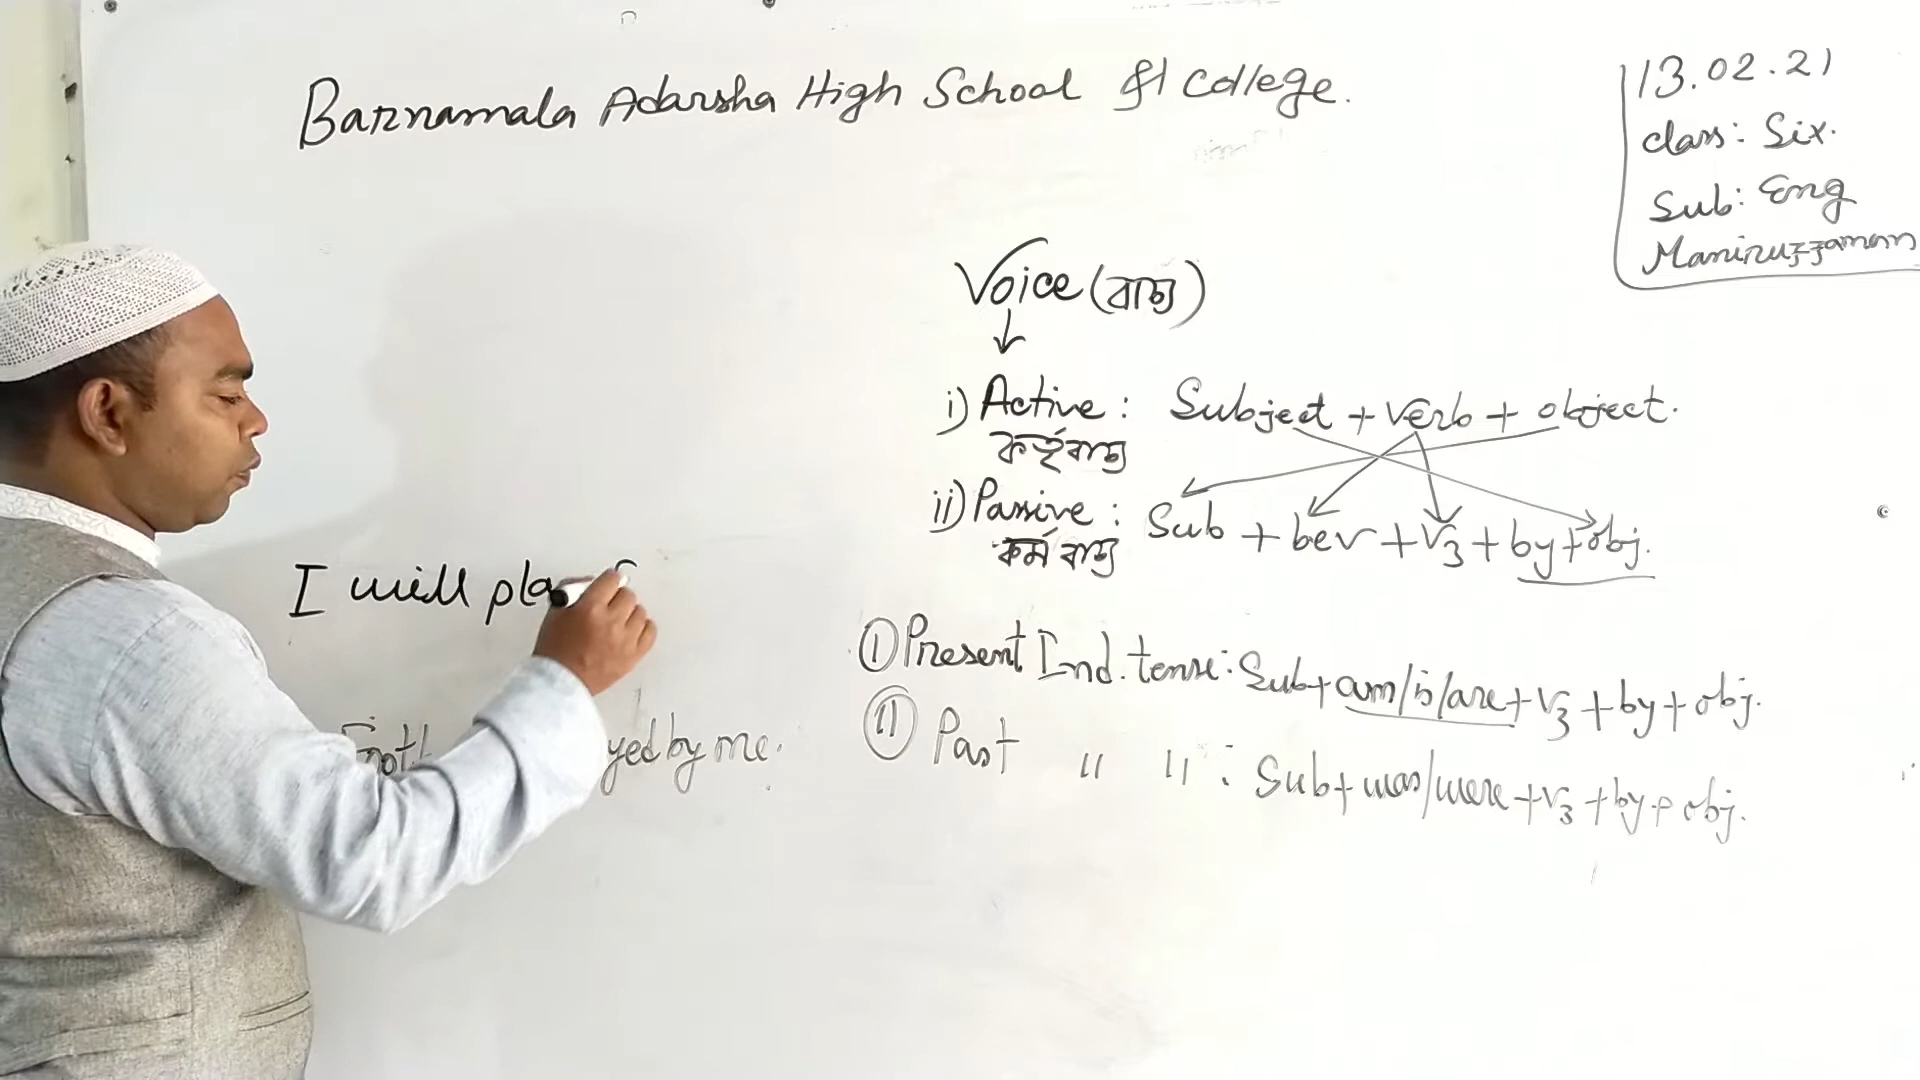 Barnamala Adarsha High School & College.
13.02.21
class: Six.
Sub: Eng
Maniruzzaman
Voice (বাচ্য)
i) Active: Subject + verb + object.
কর্তৃবাচ্য
ii) Passive: Sub + bev + V3 + by + obj.
কর্ম বাচ্য
I will pla
yed by me.
① Present Ind. tense: Sub + am/is/are + V3 + by + obj.
② Past " " : Sub + was/were + V3 + by + obj.